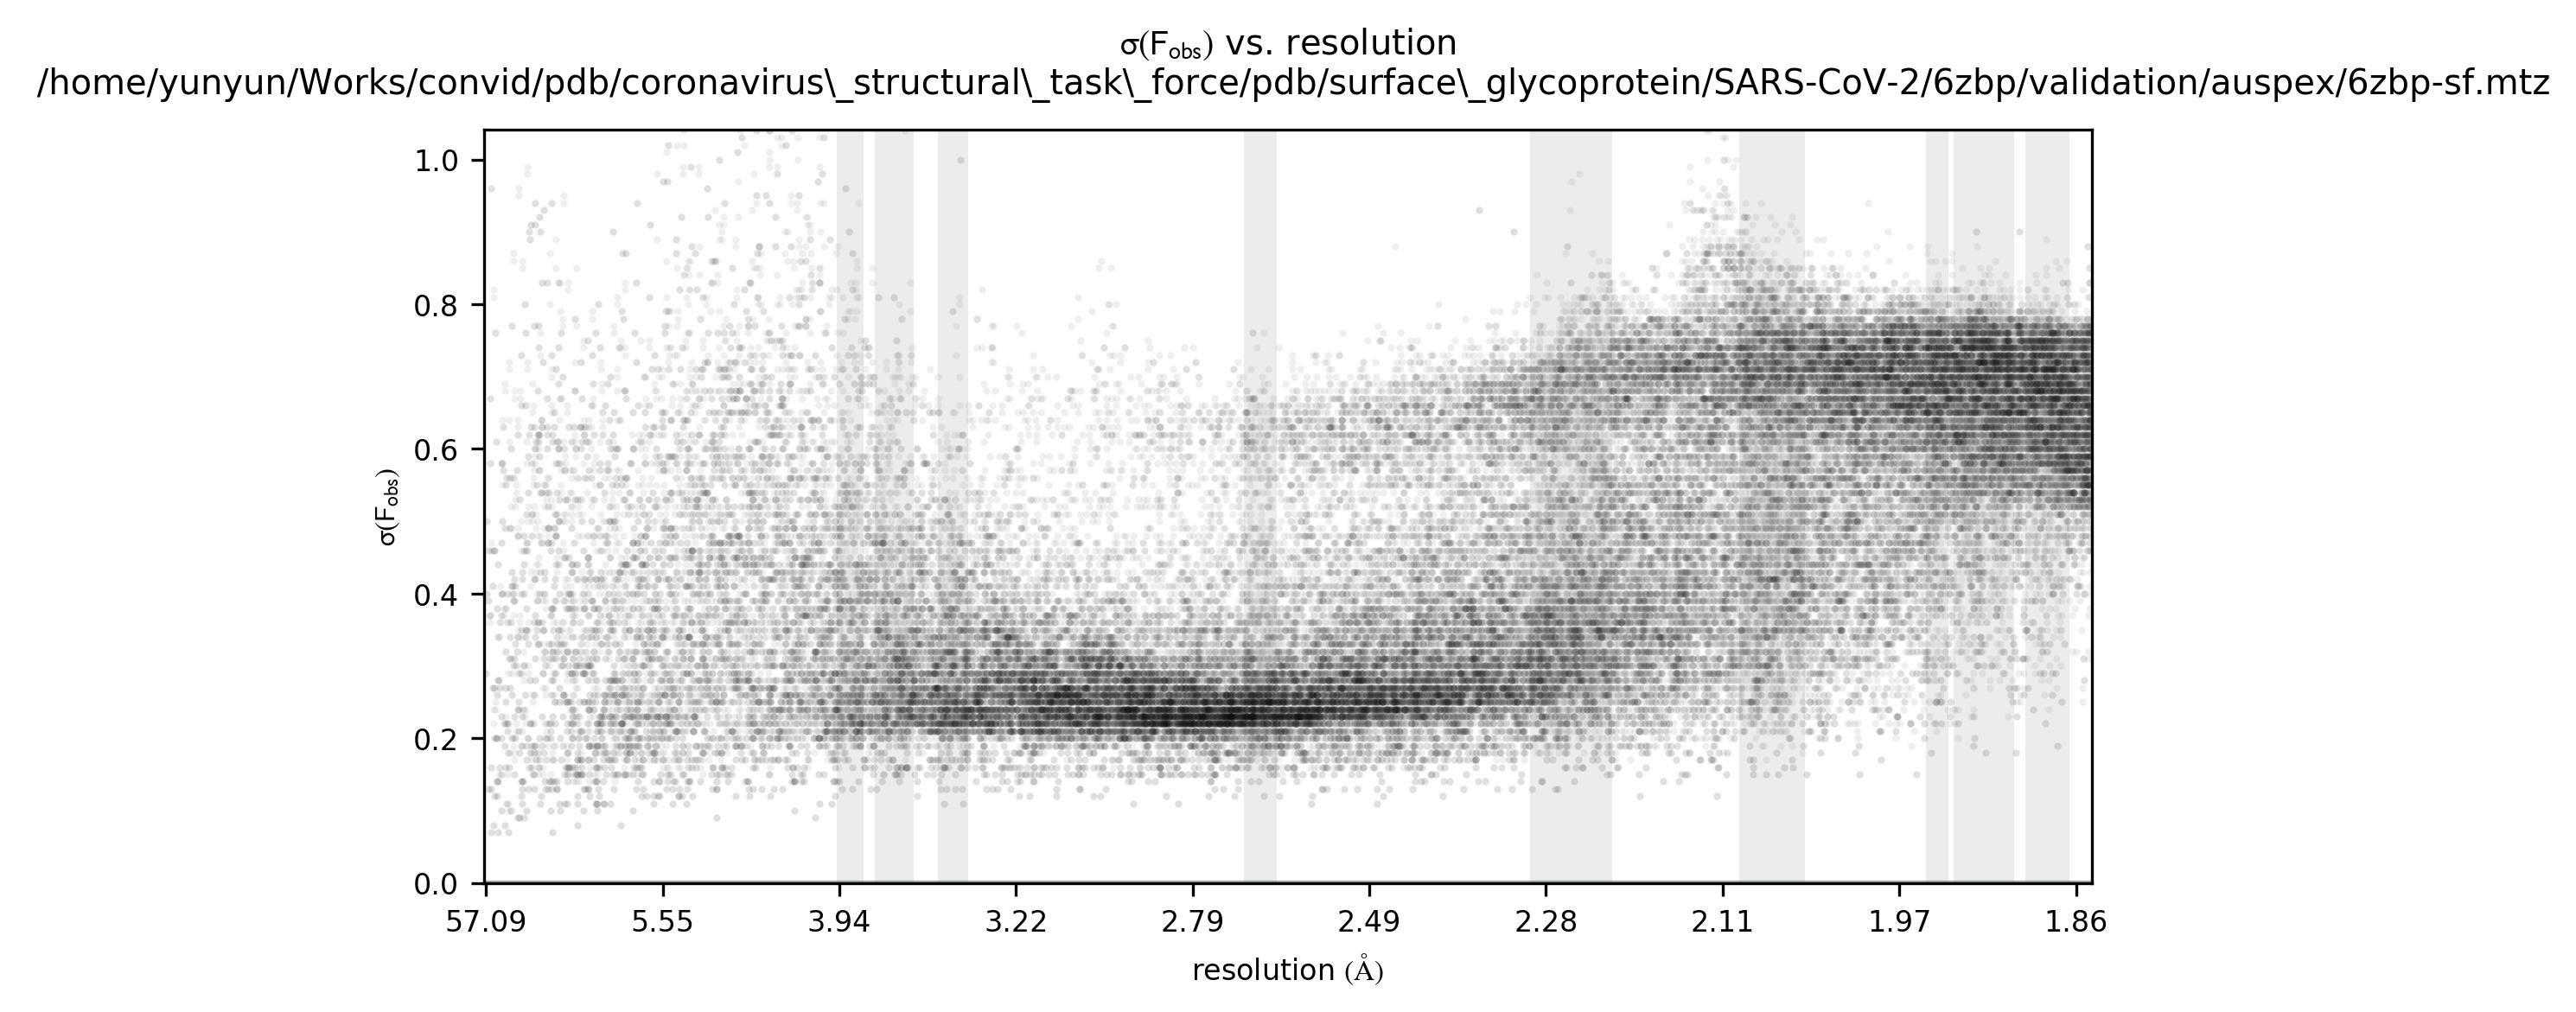 σ(Fobs) vs. resolution
/home/yunyun/Works/convid/pdb/coronavirus\_structural\_task\_force/pdb/surface\_glycoprotein/SARS-CoV-2/6zbp/validation/auspex/6zbp-sf.mtz
1.0
0.8
0.6
0.4
0.2
0.0
σ(Fobs)
57.09 5.55 3.94 3.22 2.79 2.49 2.28 2.11 1.97 1.86
resolution (Å)